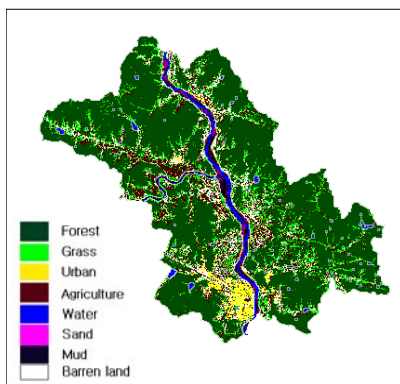 Forest
Grass
Urban
Agriculture
Water
Sand
Mud
Barren land